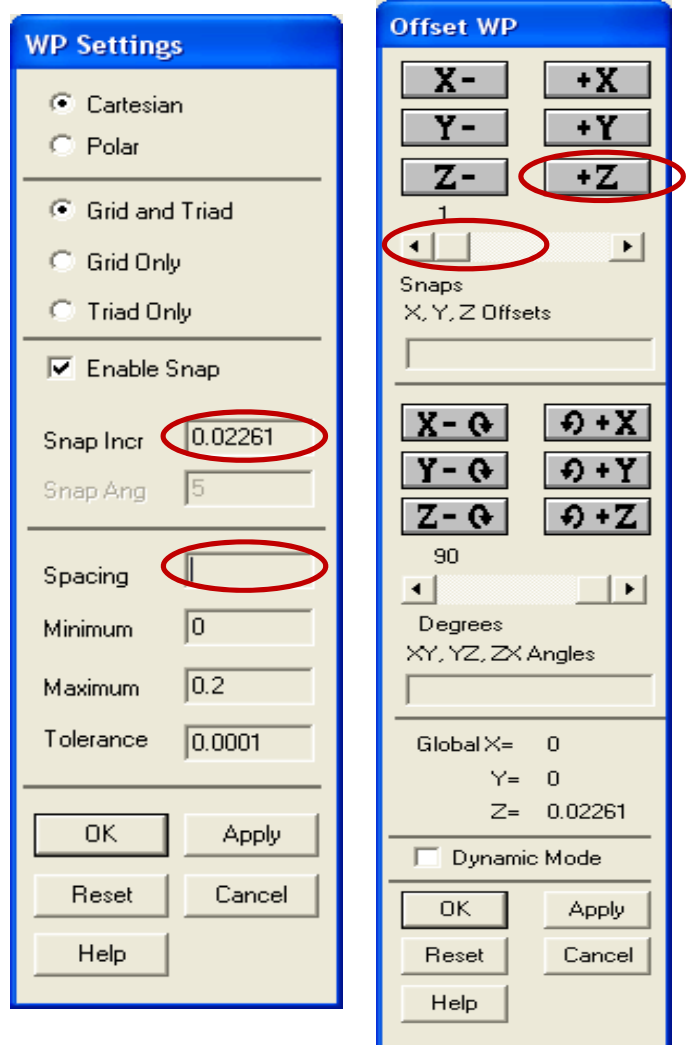 WP Settings
Cartesian
Polar
Grid and Triad
Grid Only
Triad Only
Enable Snap
Snap Incr 0.02261
Snap Ang 5
Spacing
Minimum 0
Maximum 0.2
Tolerance 0.0001
OK Apply
Reset Cancel
Help
Offset WP
X- +X
Y- +Y
Z- +Z
1
Snaps
X, Y, Z Offsets
X- +X
Y- +Y
Z- +Z
90
Degrees
XY, YZ, ZX Angles
Global X= 0
Y= 0
Z= 0.02261
Dynamic Mode
OK Apply
Reset Cancel
Help